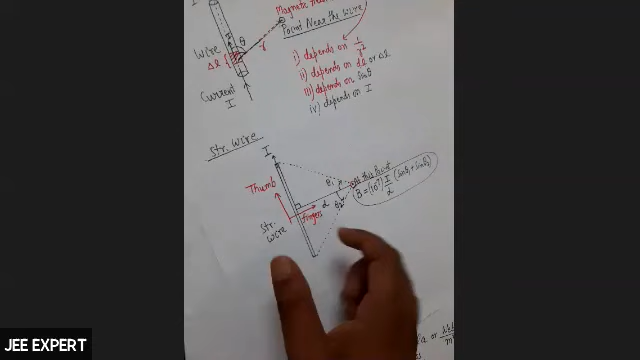 I
Magnetic
Point Near the wire
Wire
Δl
θ
r
i) depends on 1/r²
ii) depends on dl or Δl
iii) depends on sinθ
iv) depends on I
Current
I
Str. wire
I
Thumb
fingers
d
θ₁
θ₂
At this Point
B = (10⁻⁷) I/d (sinθ₁ + sinθ₂)
Str.
wire
JEE EXPERT